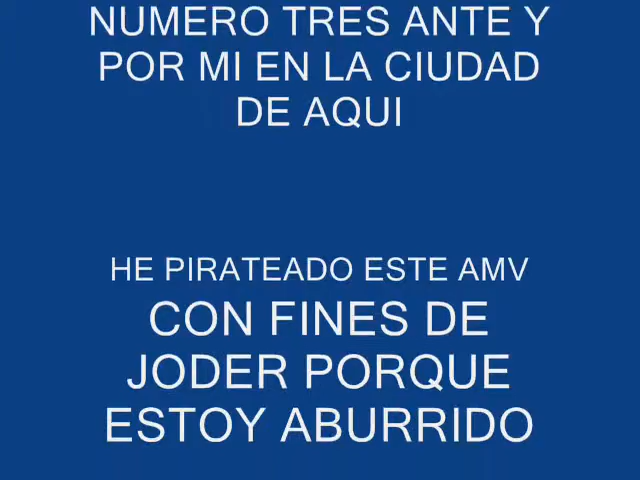 NUMERO TRES ANTE Y
POR MI EN LA CIUDAD
DE AQUI
HE PIRATEADO ESTE AMV
CON FINES DE
JODER PORQUE
ESTOY ABURRIDO